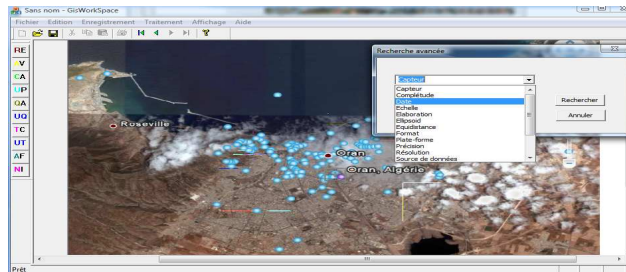 Sans nom - GisWorkSpace
Fichier Edition Enregistrement Traitement Affichage Aide
RE
V
CA
UP
QA
UQ
TC
UT
AF
NI
Roseville
Oran
Oran, Algérie
Recherche avancée
Capteur
Capteur
Complétude
Date
Echelle
Elaboration
Ellipsoid
Equidistance
Format
Plate-forme
Précision
Résolution
Source de données
Rechercher
Annuler
Prêt